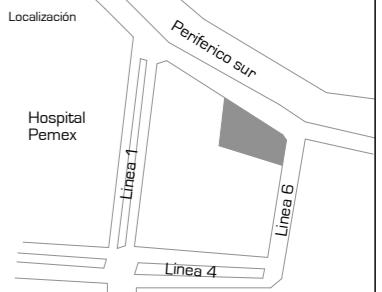 Localización
Periferico sur
Hospital
Pemex
Linea 1
Linea 6
Linea 4